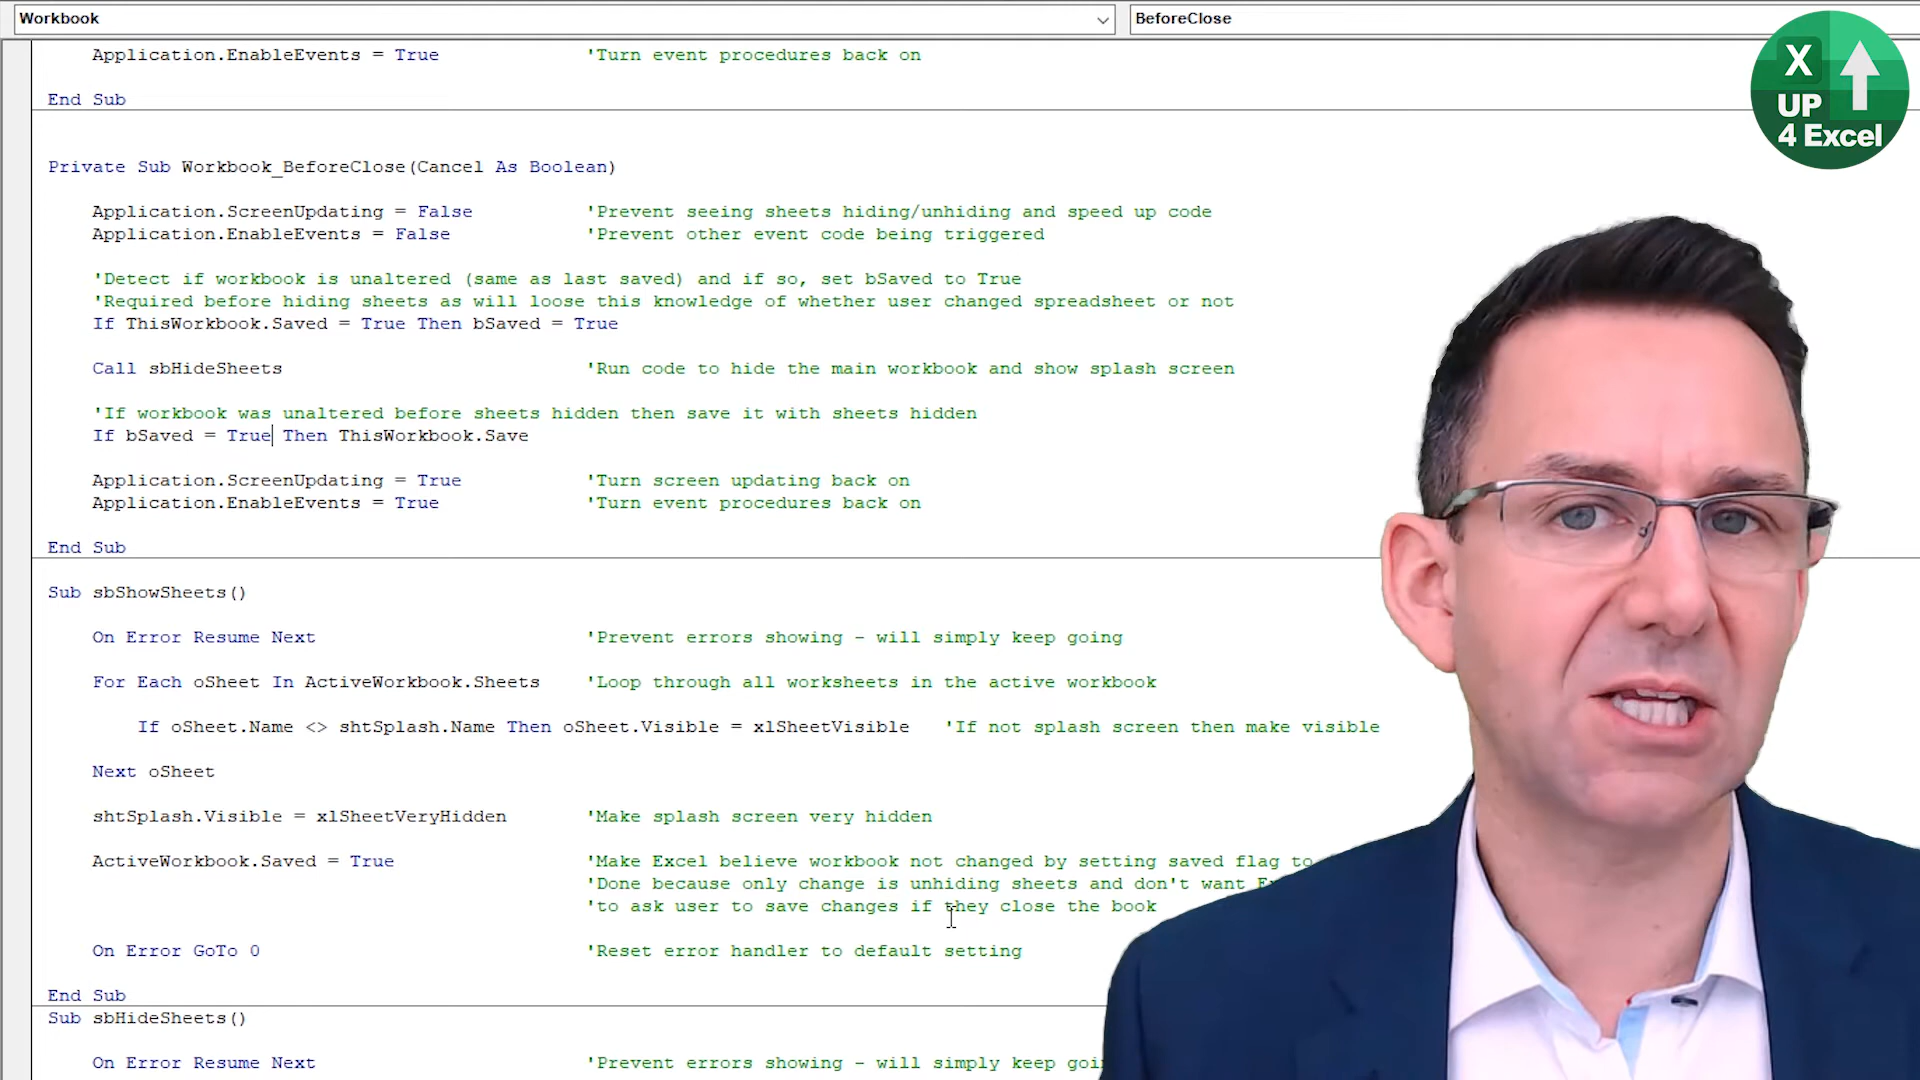 Workbook
BeforeClose
X
UP
4 Excel
Application.EnableEvents = True 'Turn event procedures back on
End Sub
Private Sub Workbook_BeforeClose(Cancel As Boolean)
Application.ScreenUpdating = False 'Prevent seeing sheets hiding/unhiding and speed up code
Application.EnableEvents = False 'Prevent other event code being triggered
'Detect if workbook is unaltered (same as last saved) and if so, set bSaved to True
'Required before hiding sheets as will loose this knowledge of whether user changed spreadsheet or not
If ThisWorkbook.Saved = True Then bSaved = True
Call sbHideSheets 'Run code to hide the main workbook and show splash screen
'If workbook was unaltered before sheets hidden then save it with sheets hidden
If bSaved = True Then ThisWorkbook.Save
Application.ScreenUpdating = True 'Turn screen updating back on
Application.EnableEvents = True 'Turn event procedures back on
End Sub
Sub sbShowSheets()
On Error Resume Next 'Prevent errors showing - will simply keep going
For Each oSheet In ActiveWorkbook.Sheets 'Loop through all worksheets in the active workbook
If oSheet.Name <> shtSplash.Name Then oSheet.Visible = xlSheetVisible 'If not splash screen then make visible
Next oSheet
shtSplash.Visible = xlSheetVeryHidden 'Make splash screen very hidden
ActiveWorkbook.Saved = True 'Make Excel believe workbook not changed by setting saved flag to
'Done because only change is unhiding sheets and don't want
'to ask user to save changes if they close the book
On Error GoTo 0 'Reset error handler to default setting
End Sub
Sub sbHideSheets()
On Error Resume Next 'Prevent errors showing - will simply keep